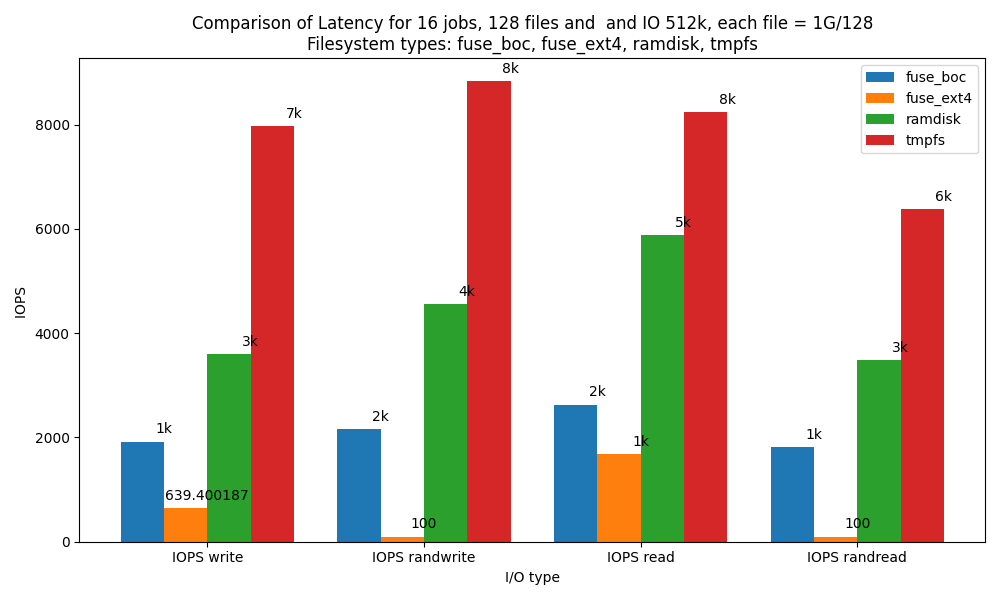 Comparison of Latency for 16 jobs, 128 files and  and IO 512k, each file = 1G/128
Filesystem types: fuse_boc, fuse_ext4, ramdisk, tmpfs
fuse_boc
fuse_ext4
ramdisk
tmpfs
IOPS
8000
6000
4000
2000
0
1k
639.400187
3k
7k
2k
100
4k
8k
2k
1k
5k
8k
1k
100
3k
6k
IOPS write
IOPS randwrite
IOPS read
IOPS randread
I/O type